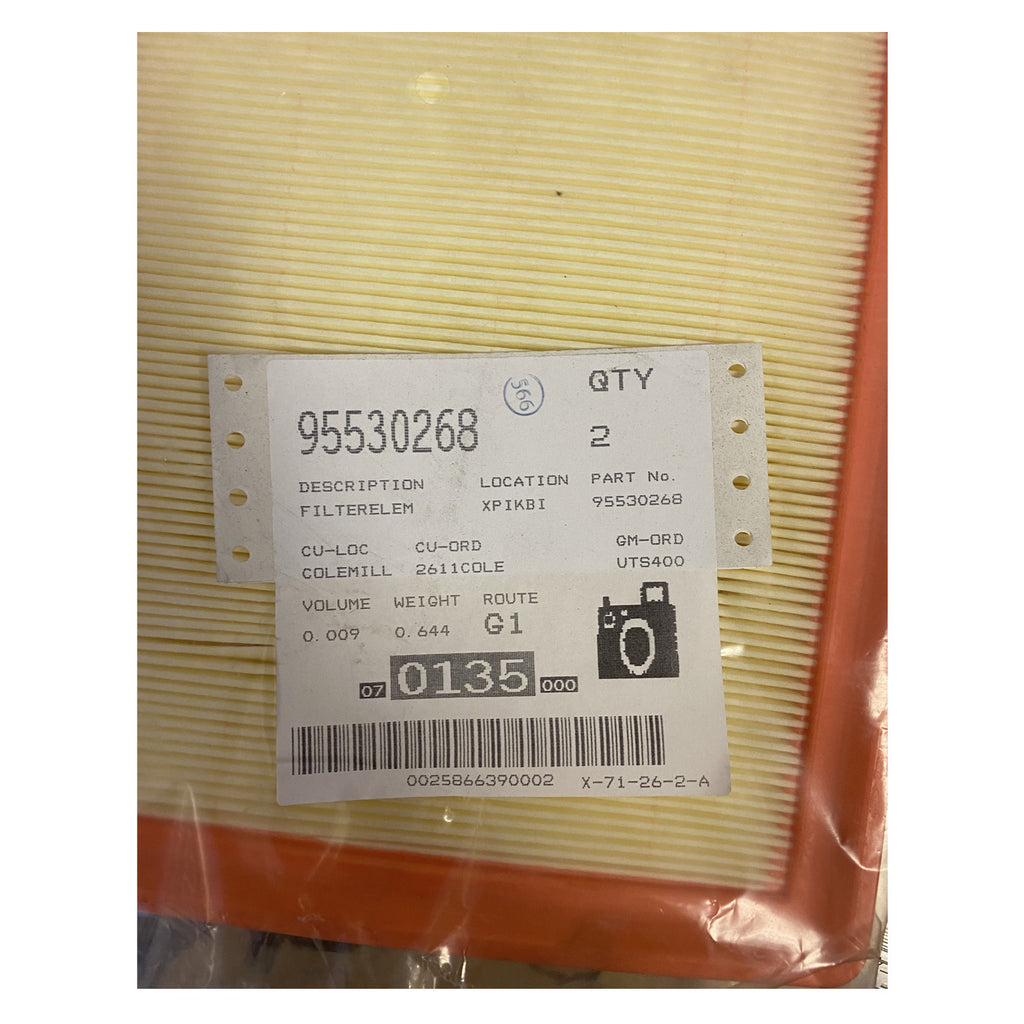 566
QTY
95530268
2
DESCRIPTION LOCATION PART No.
FILTERELEM XPIKBI 95530268
CU-LOC CU-ORD GM-ORD
COLEMILL 2611COLE UTS400
VOLUME WEIGHT ROUTE
0.009 0.644 G1
07 0135 000
0025866390002 X-71-26-2-A